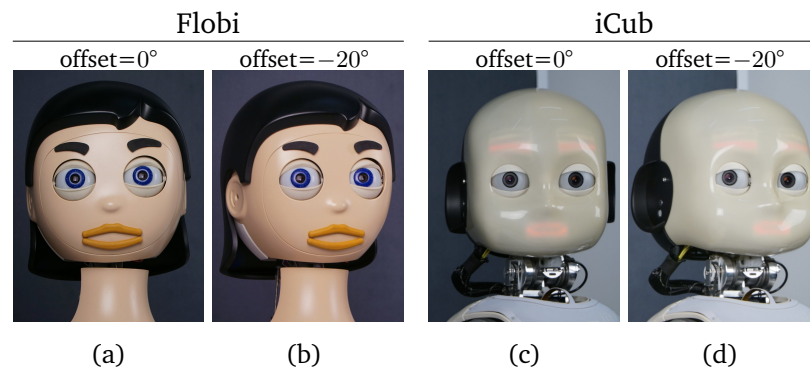 Flobi
iCub
offset=0°
offset=−20°
offset=0°
offset=−20°
(a)
(b)
(c)
(d)